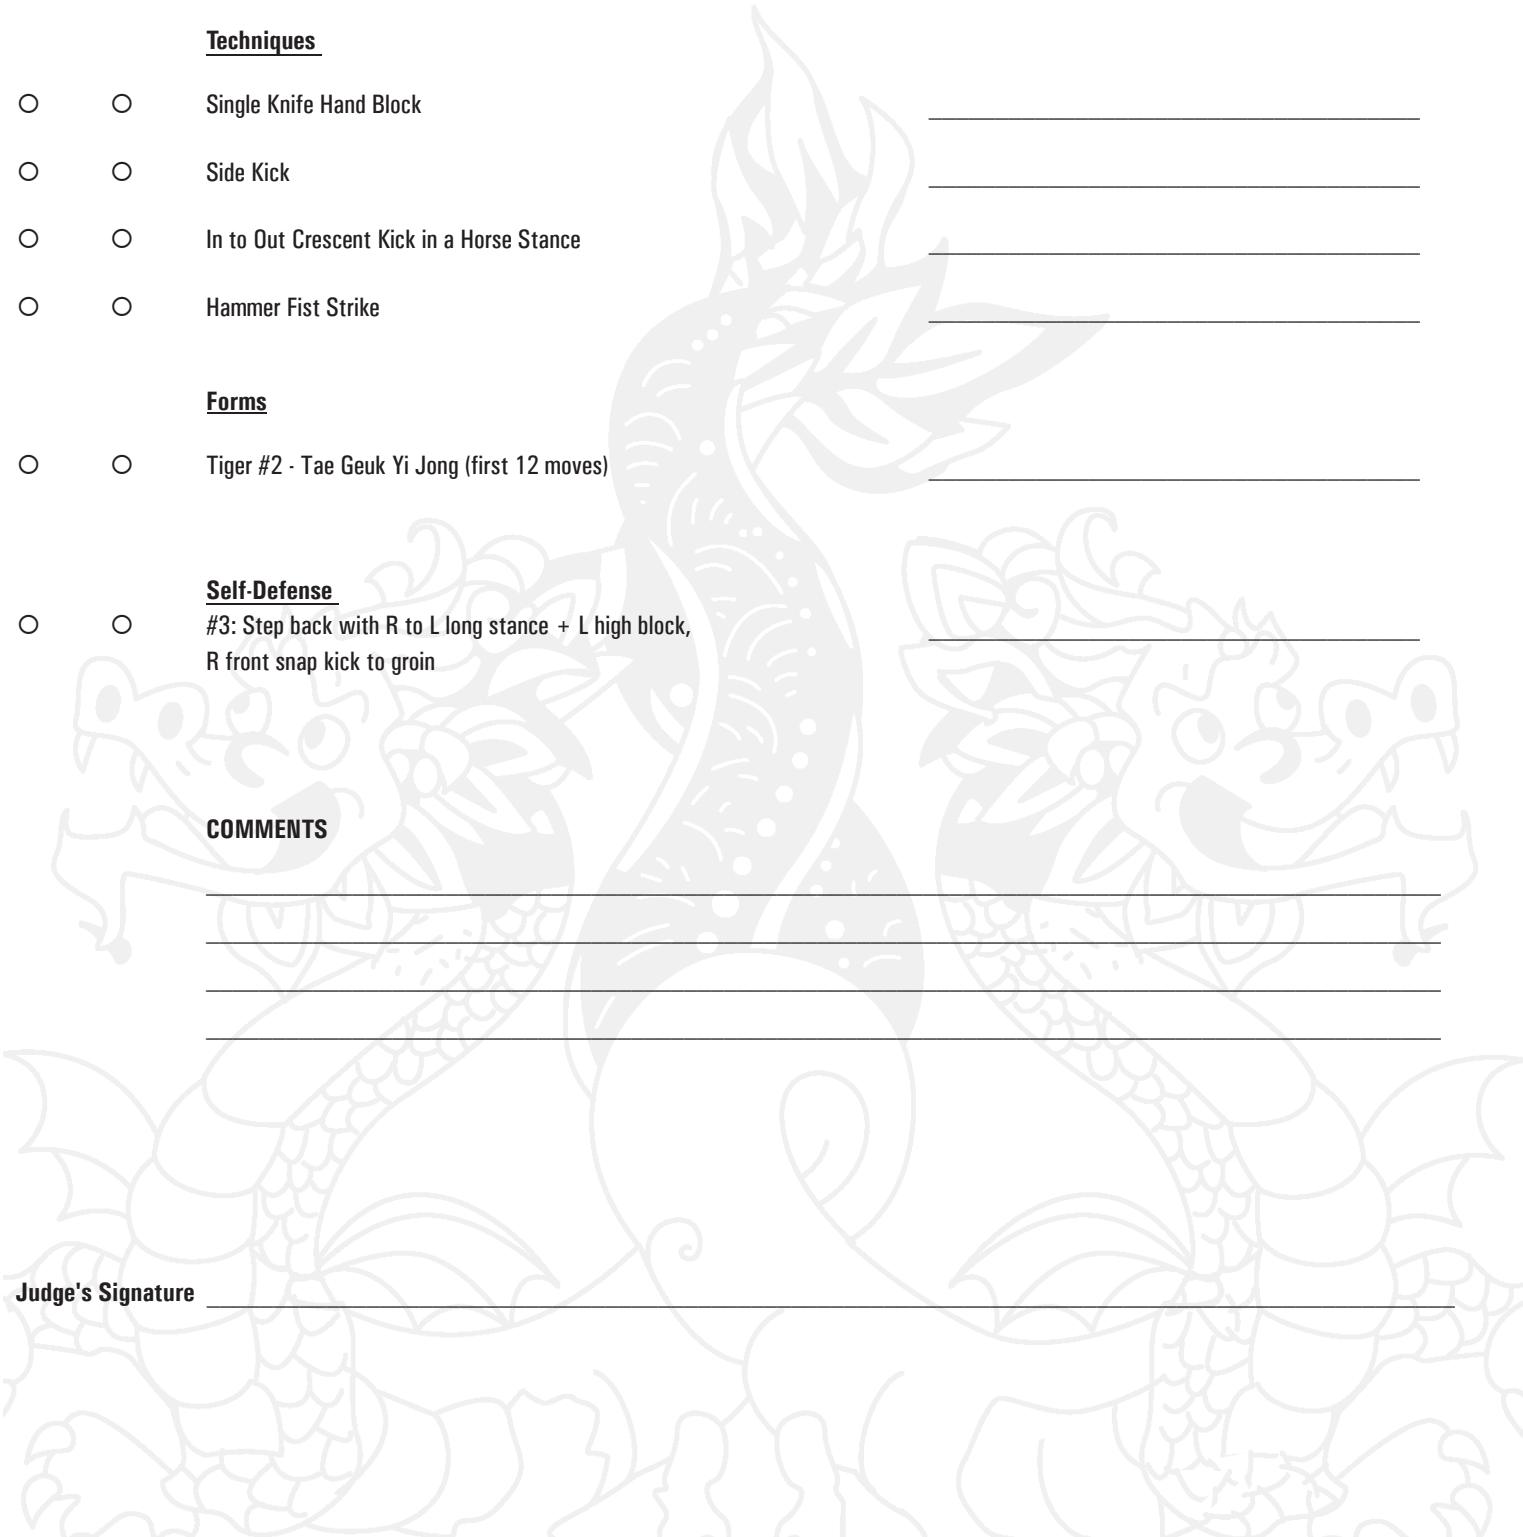 Techniques
Single Knife Hand Block
Side Kick
In to Out Crescent Kick in a Horse Stance
Hammer Fist Strike
Forms
Tiger #2 - Tae Geuk Yi Jong (first 12 moves)
Self-Defense
#3: Step back with R to L long stance + L high block,
R front snap kick to groin
COMMENTS
Judge's Signature